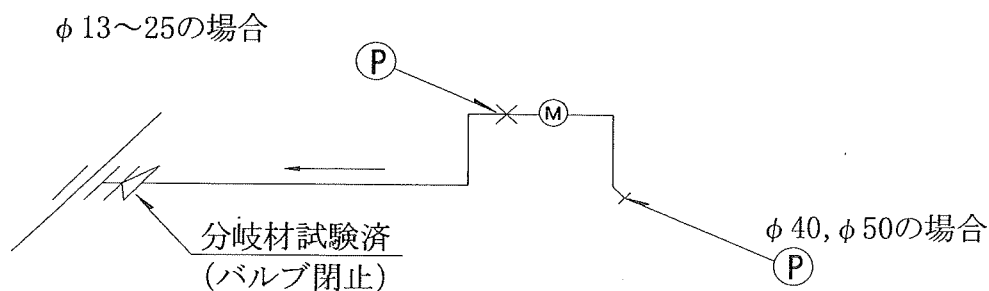 φ13～25の場合
P
M
分岐材試験済
(バルブ閉止)
φ40,φ50の場合
P